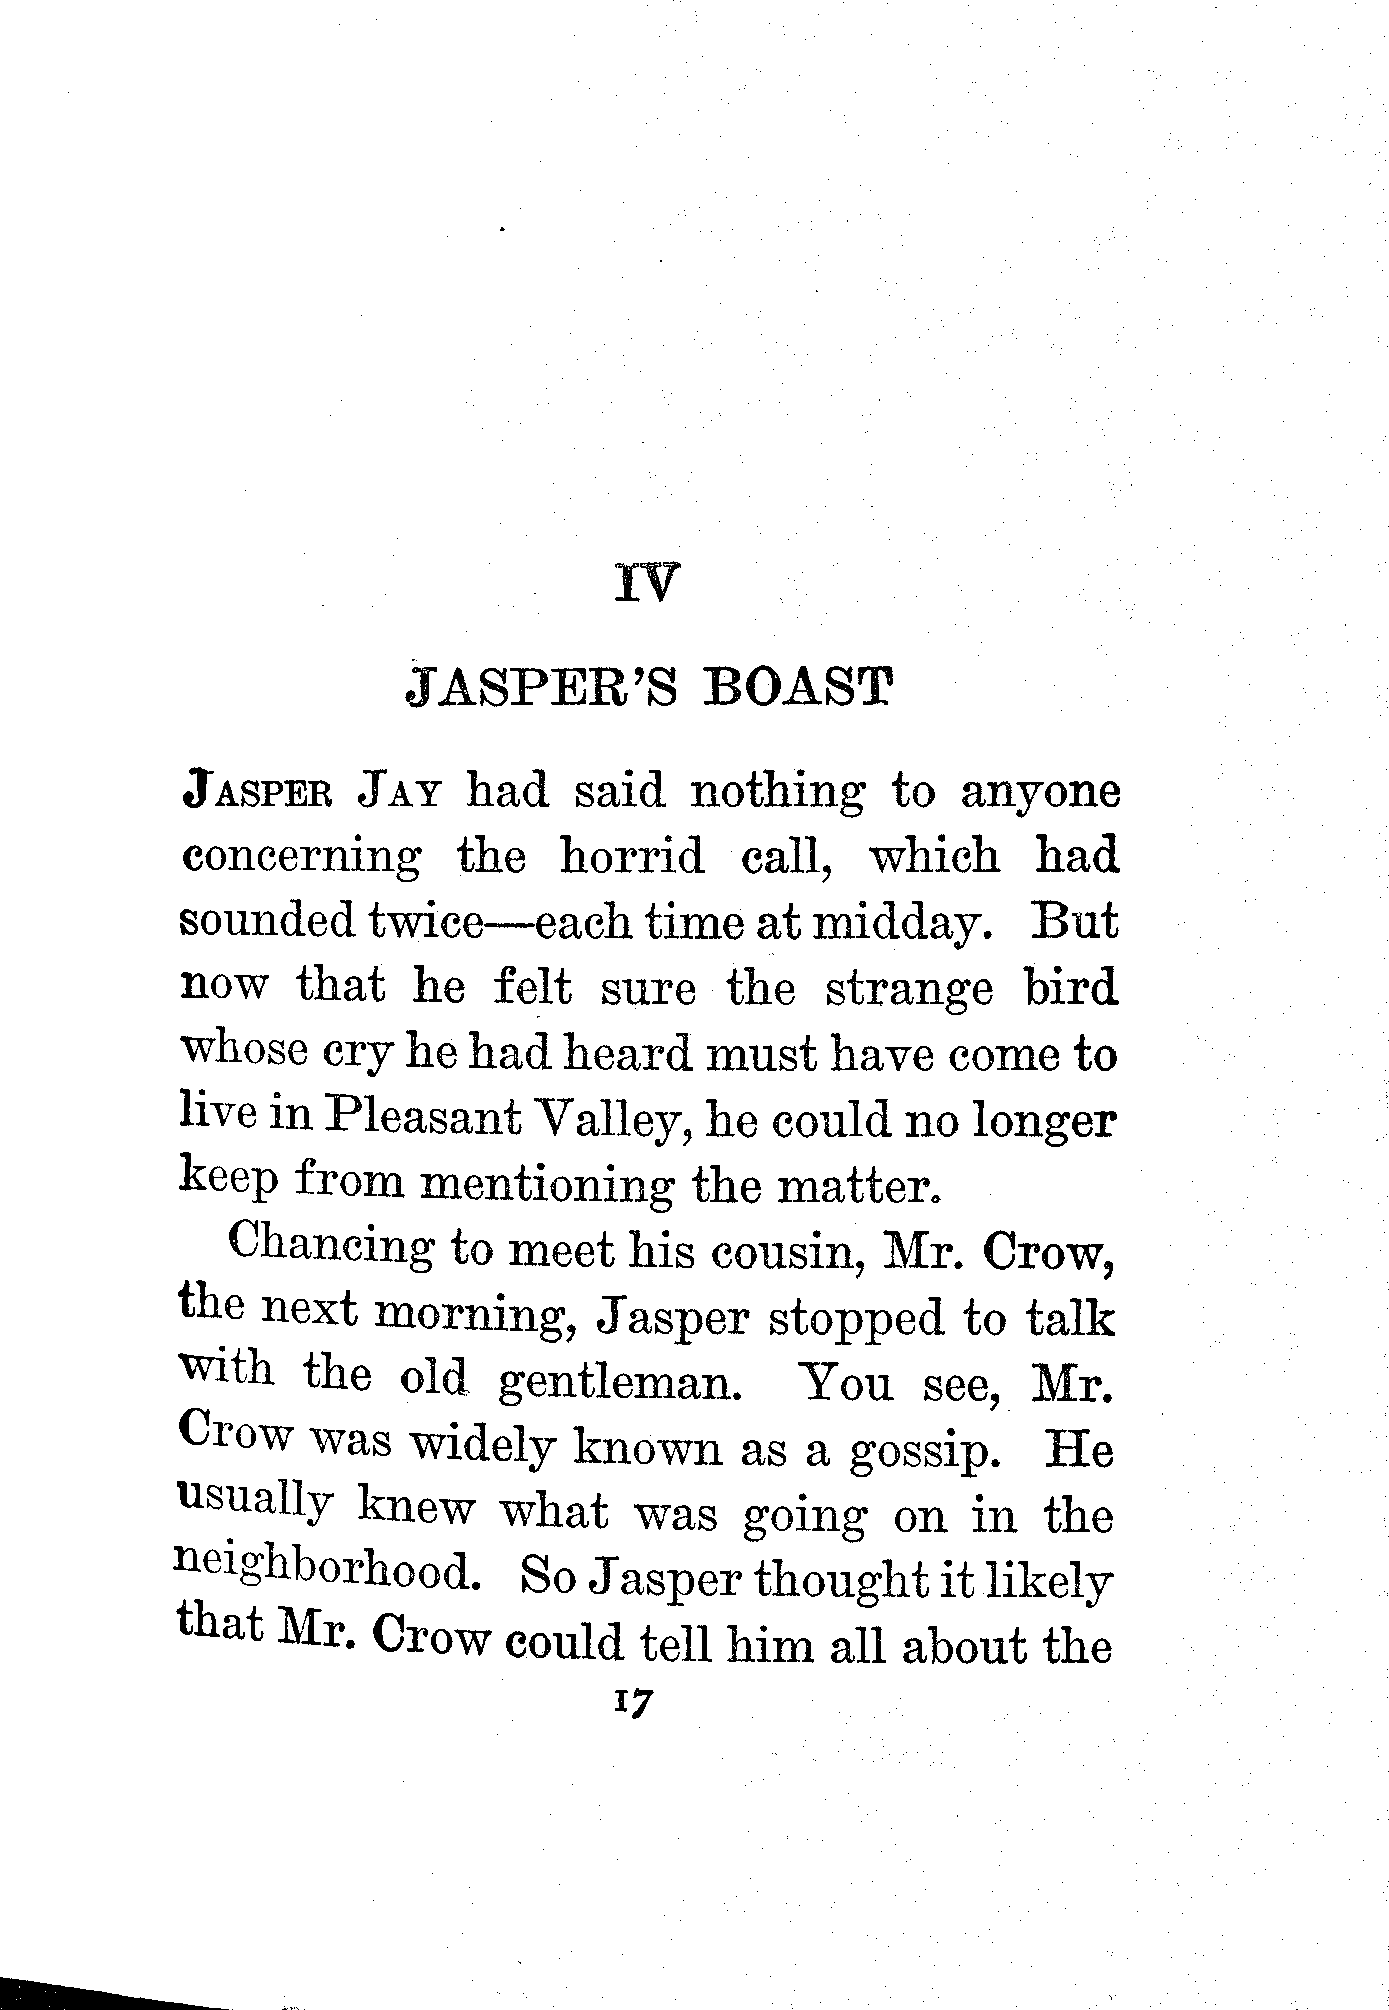 IV
JASPER'S BOAST
JASPER JAY had said nothing to anyone
concerning the horrid call, which had
sounded twice—each time at midday. But
now that he felt sure the strange bird
whose cry he had heard must have come to
live in Pleasant Valley, he could no longer
keep from mentioning the matter.
Chancing to meet his cousin, Mr. Crow,
the next morning, Jasper stopped to talk
with the old gentleman. You see, Mr.
Crow was widely known as a gossip. He
usually knew what was going on in the
neighborhood. So Jasper thought it likely
that Mr. Crow could tell him all about the
17